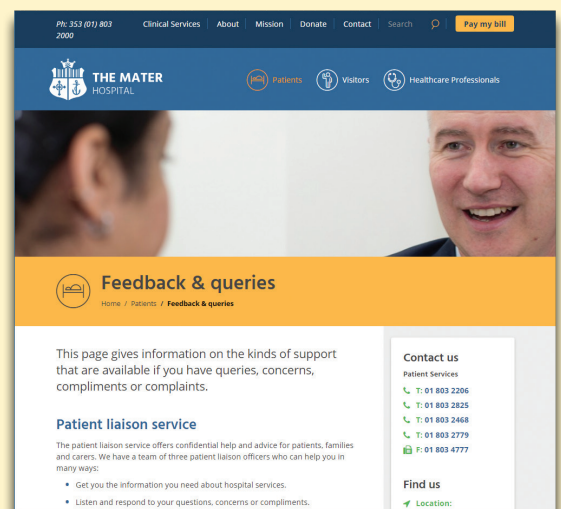 Ph: 353 (01) 803
2000
Clinical Services
About
Mission
Donate
Contact
Search
Pay my bill
THE MATER
HOSPITAL
Patients
Visitors
Healthcare Professionals
Feedback & queries
Home / Patients / Feedback & queries
This page gives information on the kinds of support
that are available if you have queries, concerns,
compliments or complaints.
Patient liaison service
The patient liaison service offers confidential help and advice for patients, families
and carers. We have a team of three patient liaison officers who can help you in
many ways:
• Get you the information you need about hospital services.
• Listen and respond to your questions, concerns or compliments.
Contact us
Patient Services
T: 01 803 2206
T: 01 803 2825
T: 01 803 2468
T: 01 803 2779
F: 01 803 4777
Find us
Location: